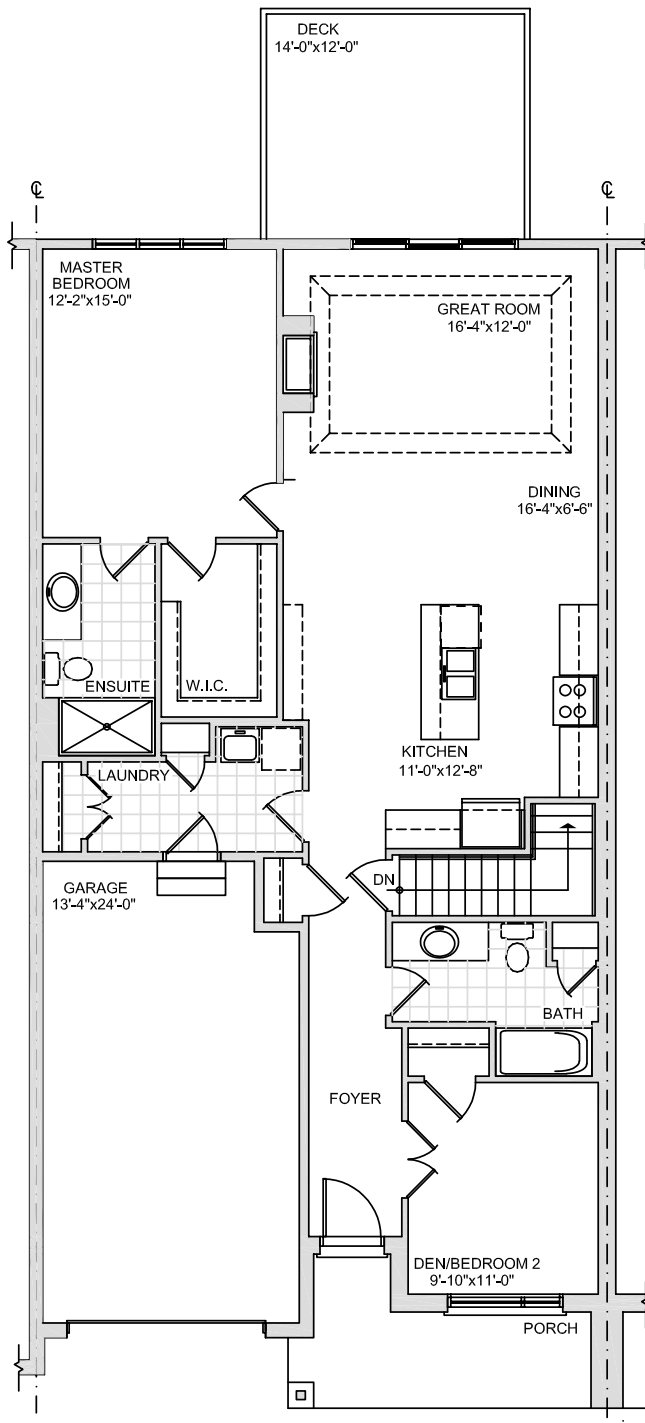 DECK
14'-0"x12'-0"
℄
℄
MASTER
BEDROOM
12'-2"x15'-0"
GREAT ROOM
16'-4"x12'-0"
DINING
16'-4"x6'-6"
ENSUITE
W.I.C.
KITCHEN
11'-0"x12'-8"
LAUNDRY
GARAGE
13'-4"x24'-0"
DN
BATH
FOYER
DEN/BEDROOM 2
9'-10"x11'-0"
PORCH